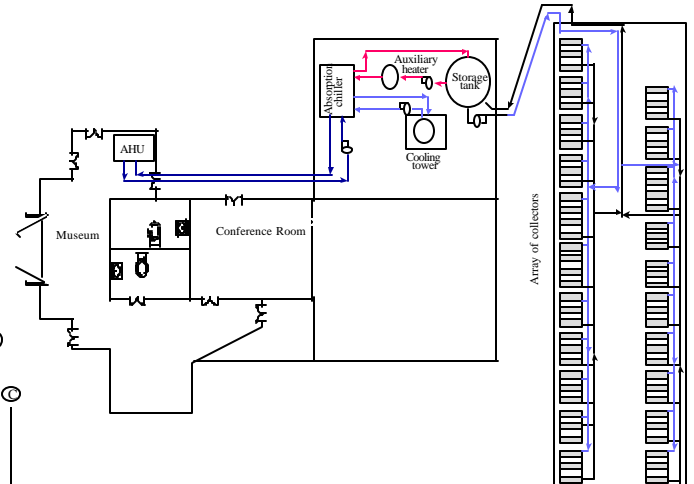 Auxiliary
heater
Storage
tank
Absorption
chiller
Cooling
tower
AHU
Museum
Conference Room
Array of collectors
C